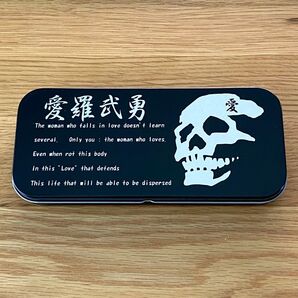 愛羅武勇
愛
The woman who falls in love doesn't learn
several. Only you : the woman who loves.
Even when rot this body
In this "Love" that defends
This life that will be able to be dispersed